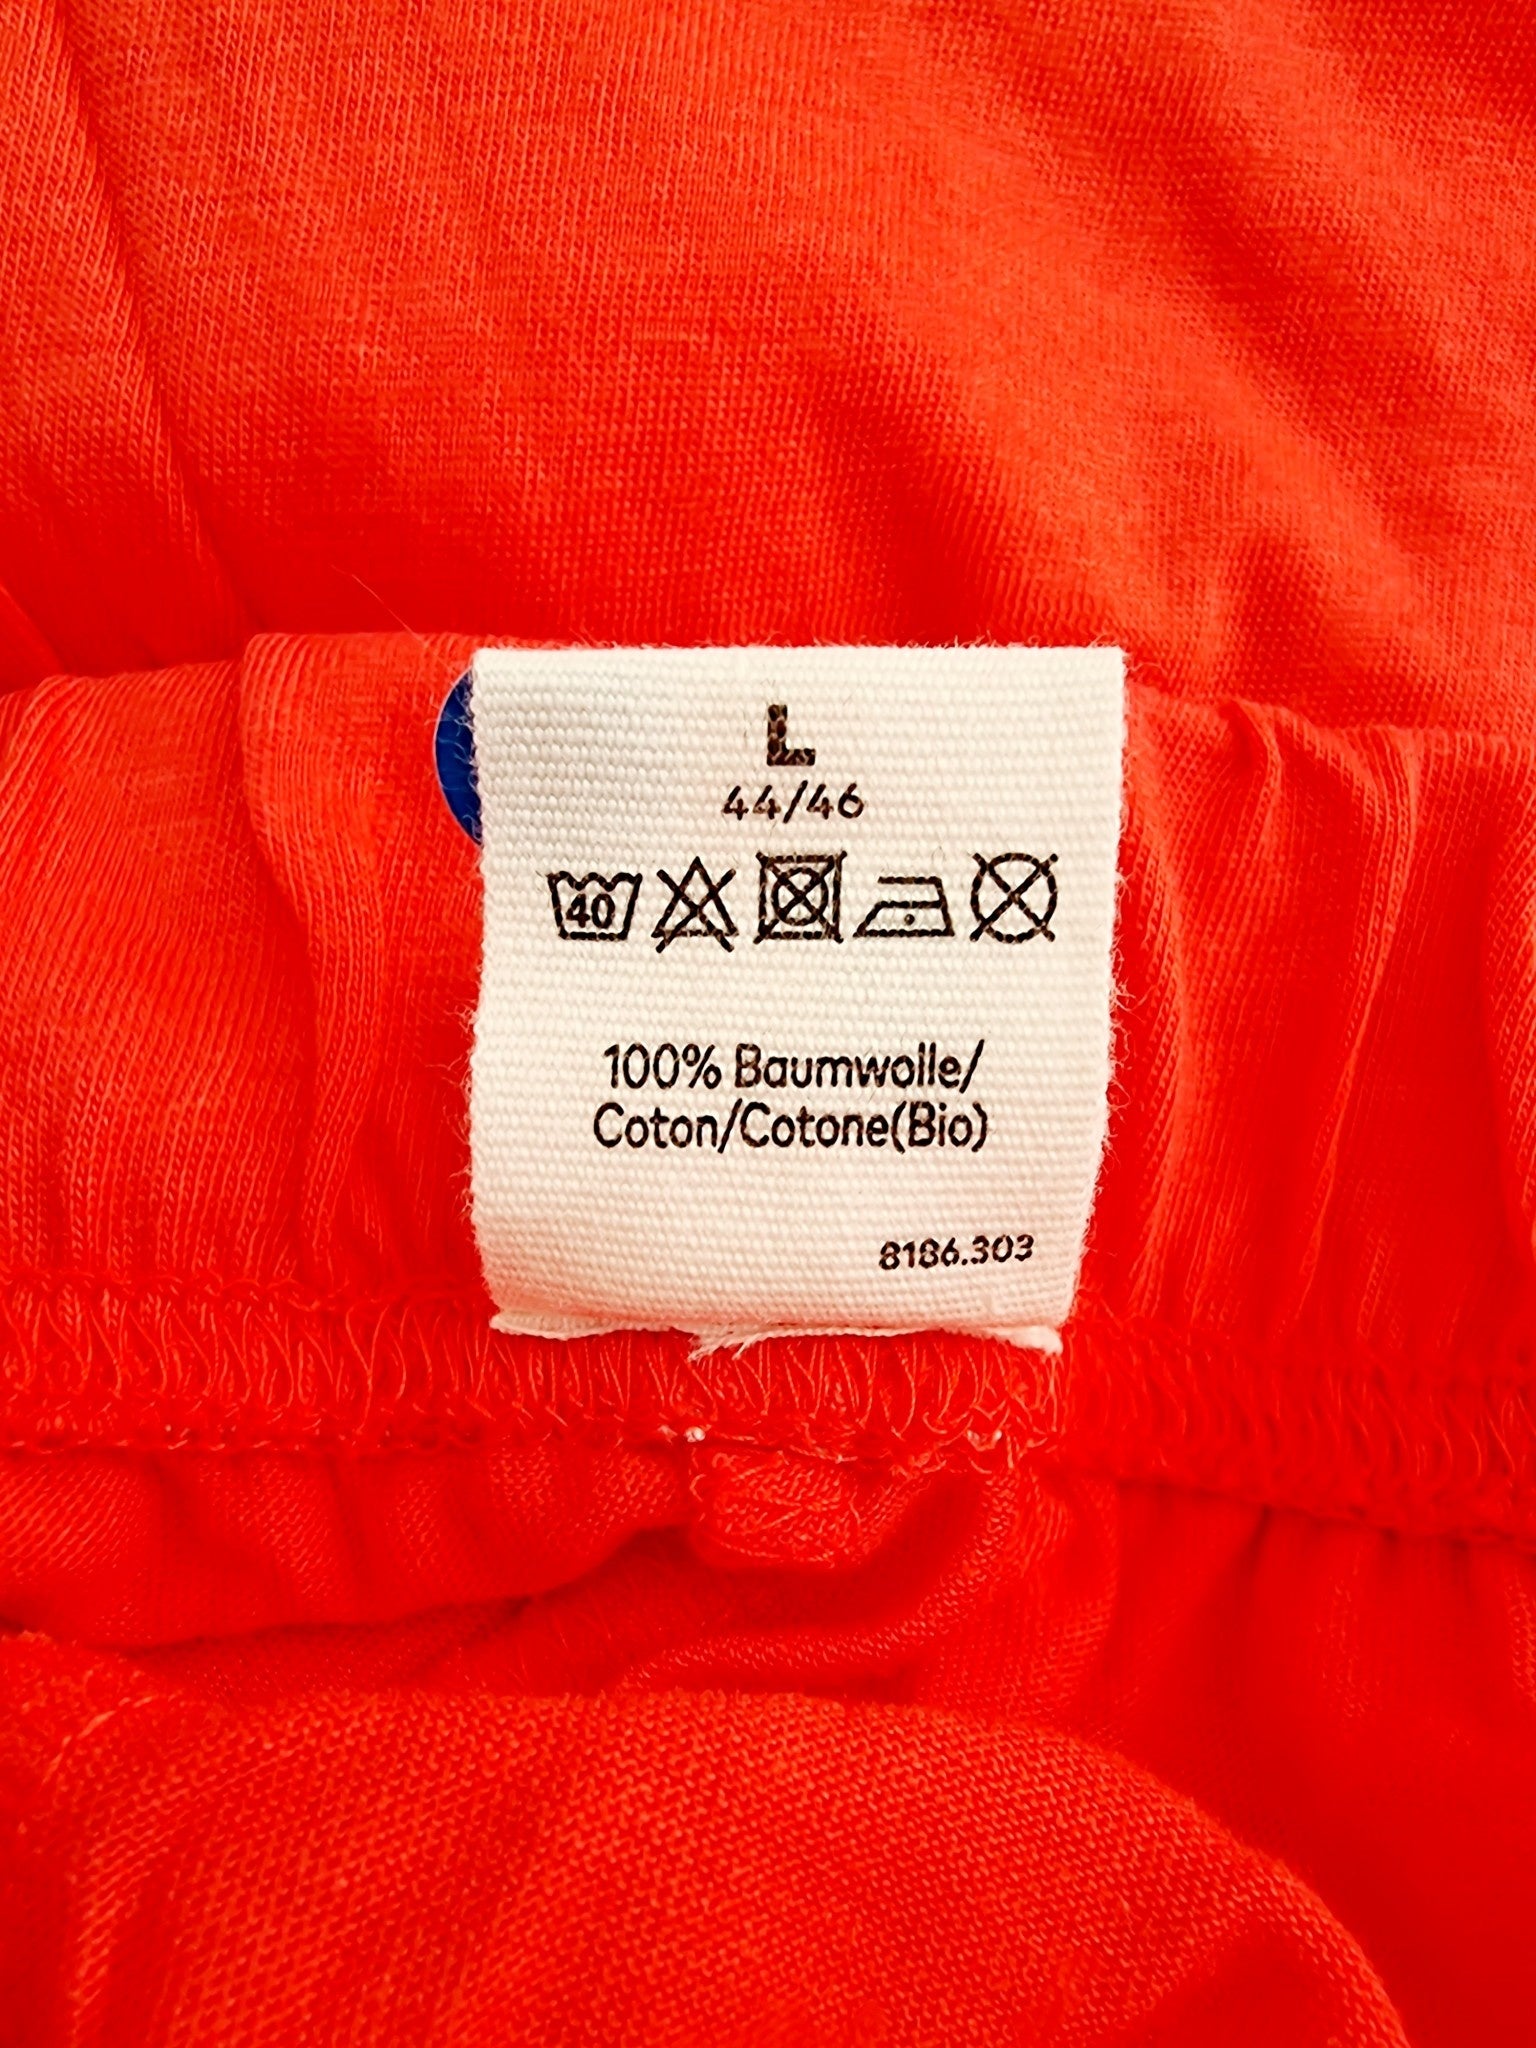 L
44/46
40
100% Baumwolle/
Coton/Cotone(Bio)
8186.303